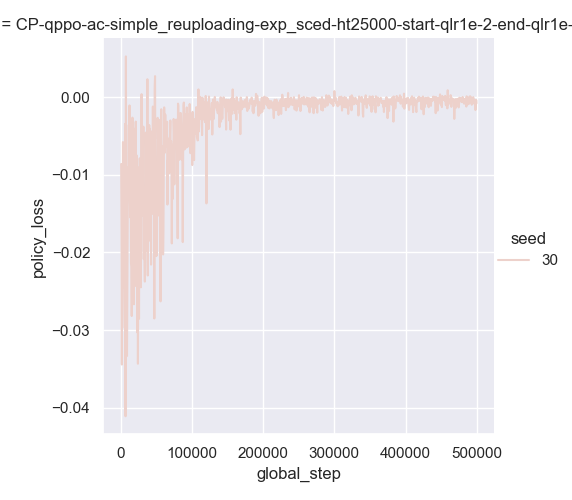 = CP-qppo-ac-simple_reuploading-exp_sced-ht25000-start-qlr1e-2-end-qlr1e-
0.00
−0.01
−0.02
−0.03
−0.04
policy_loss
0 100000 200000 300000 400000 500000
global_step
seed
30